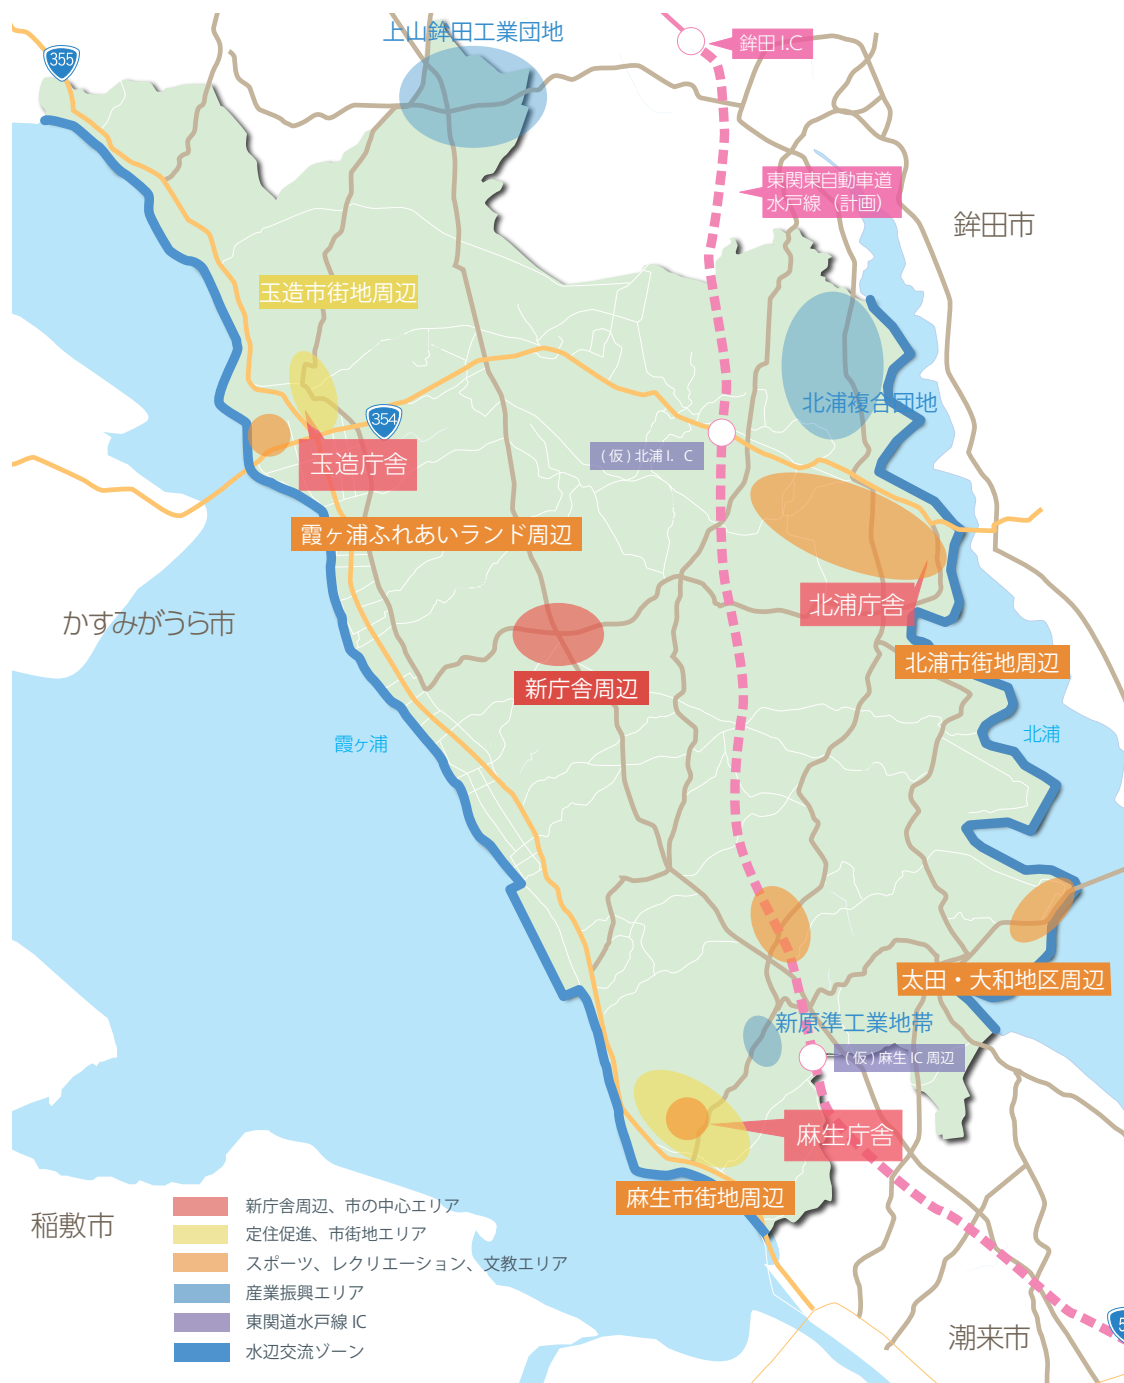 上山鉾田工業団地
鉾田 I.C
355
東関東自動車道
水戸線（計画）
鉾田市
玉造市街地周辺
北浦複合団地
354
(仮)北浦 I. C
玉造庁舎
霞ヶ浦ふれあいランド周辺
北浦庁舎
かすみがうら市
北浦市街地周辺
新庁舎周辺
北浦
霞ヶ浦
太田・大和地区周辺
新原準工業地帯
(仮)麻生 IC 周辺
麻生庁舎
麻生市街地周辺
新庁舎周辺、市の中心エリア
稲敷市
定住促進、市街地エリア
スポーツ、レクリエーション、文教エリア
産業振興エリア
東関道水戸線 IC
5
潮来市
水辺交流ゾーン